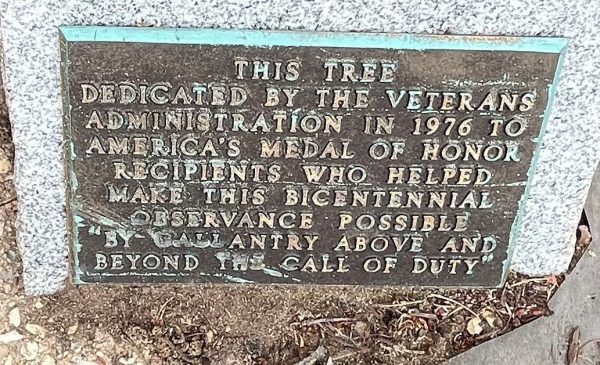 THIS TREE
DEDICATED BY THE VETERANS
ADMINISTRATION IN 1976 TO
AMERICA'S MEDAL OF HONOR
RECIPIENTS WHO HELPED
MAKE THIS BICENTENNIAL
OBSERVANCE POSSIBLE
"BY GALLANTRY ABOVE AND
BEYOND THE CALL OF DUTY"